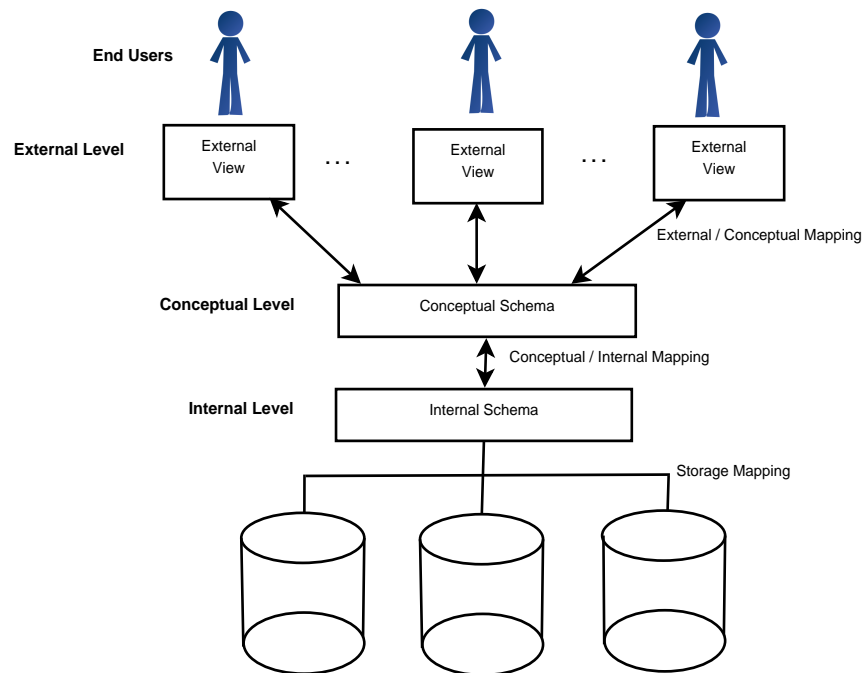 End Users
External Level
External
View
. . .
External
View
. . .
External
View
External / Conceptual Mapping
Conceptual Level
Conceptual Schema
Conceptual / Internal Mapping
Internal Level
Internal Schema
Storage Mapping